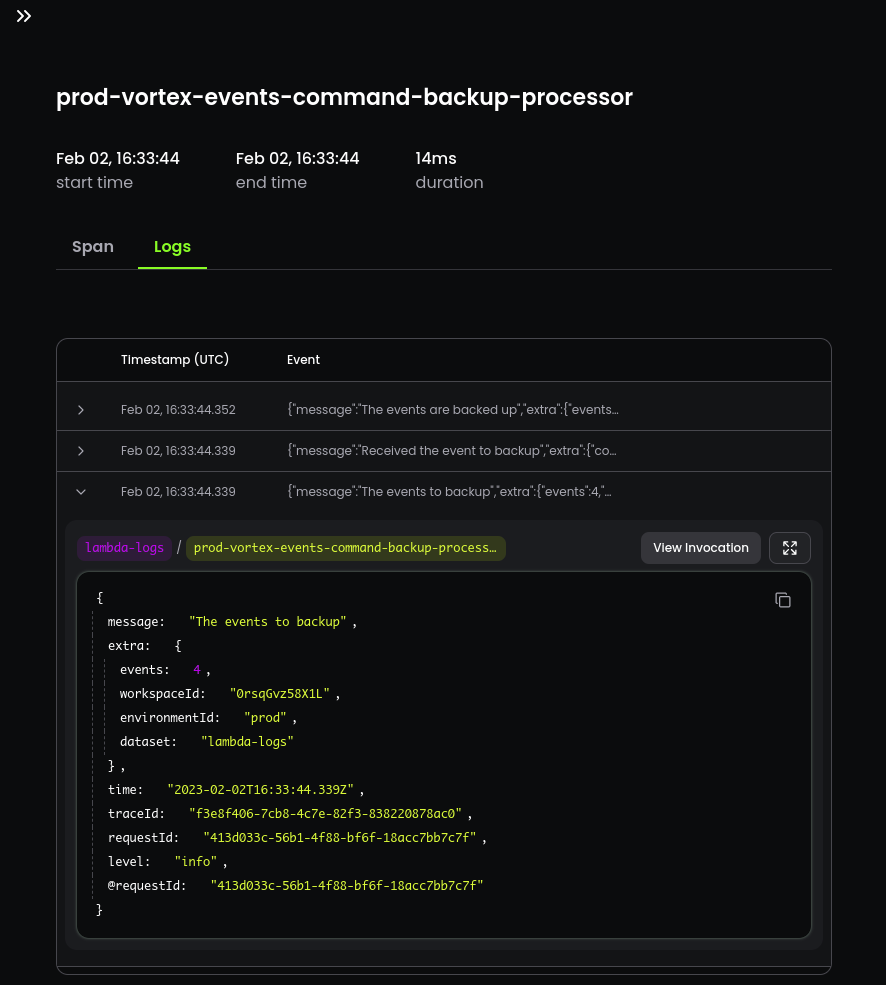 prod-vortex-events-command-backup-processor
Feb 02, 16:33:44 Feb 02, 16:33:44 14ms
start time end time duration
Span Logs
Timestamp (UTC) Event
Feb 02, 16:33:44.352 {"message":"The events are backed up","extra":{"events…
Feb 02, 16:33:44.339 {"message":"Received the event to backup","extra":{"co…
Feb 02, 16:33:44.339 {"message":"The events to backup","extra":{"events":4,"…
lambda-logs / prod-vortex-events-command-backup-process… View Invocation
{
message: "The events to backup" ,
extra: {
events: 4 ,
workspaceId: "0rsqGvz58X1L" ,
environmentId: "prod" ,
dataset: "lambda-logs"
} ,
time: "2023-02-02T16:33:44.339Z" ,
traceId: "f3e8f406-7cb8-4c7e-82f3-838220878ac0" ,
requestId: "413d033c-56b1-4f88-bf6f-18acc7bb7c7f" ,
level: "info" ,
@requestId: "413d033c-56b1-4f88-bf6f-18acc7bb7c7f"
}